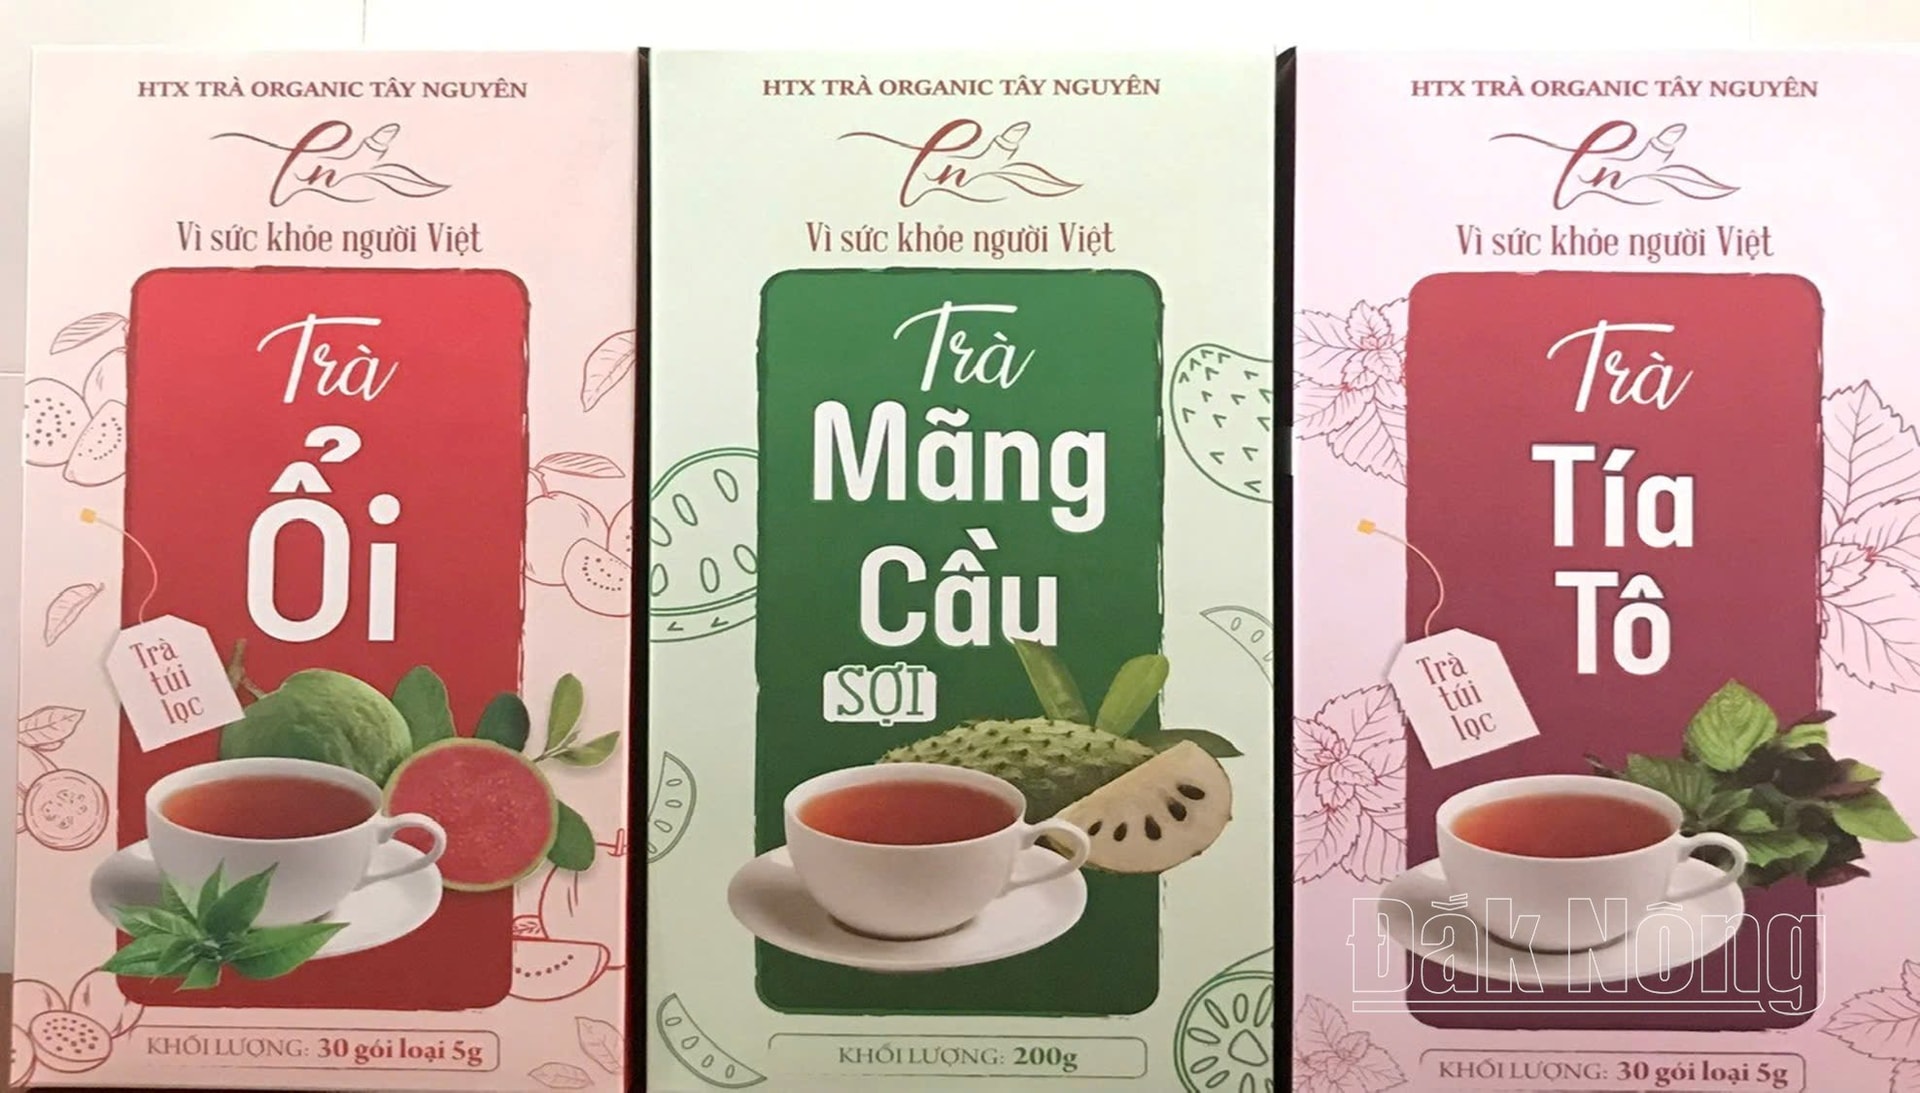 HTX TRÀ ORGANIC TÂY NGUYÊN
Vì sức khỏe người Việt
Trà
Ổi
Trà
túi
lọc
KHỐI LƯỢNG: 30 gói loại 5g
HTX TRÀ ORGANIC TÂY NGUYÊN
Vì sức khỏe người Việt
Trà
Mãng
Cầu
SỢI
KHỐI LƯỢNG: 200g
HTX TRÀ ORGANIC TÂY NGUYÊN
Vì sức khỏe người Việt
Trà
Tía
Tô
Trà
túi
lọc
KHỐI LƯỢNG: 30 gói loại 5g
Đắk Nông